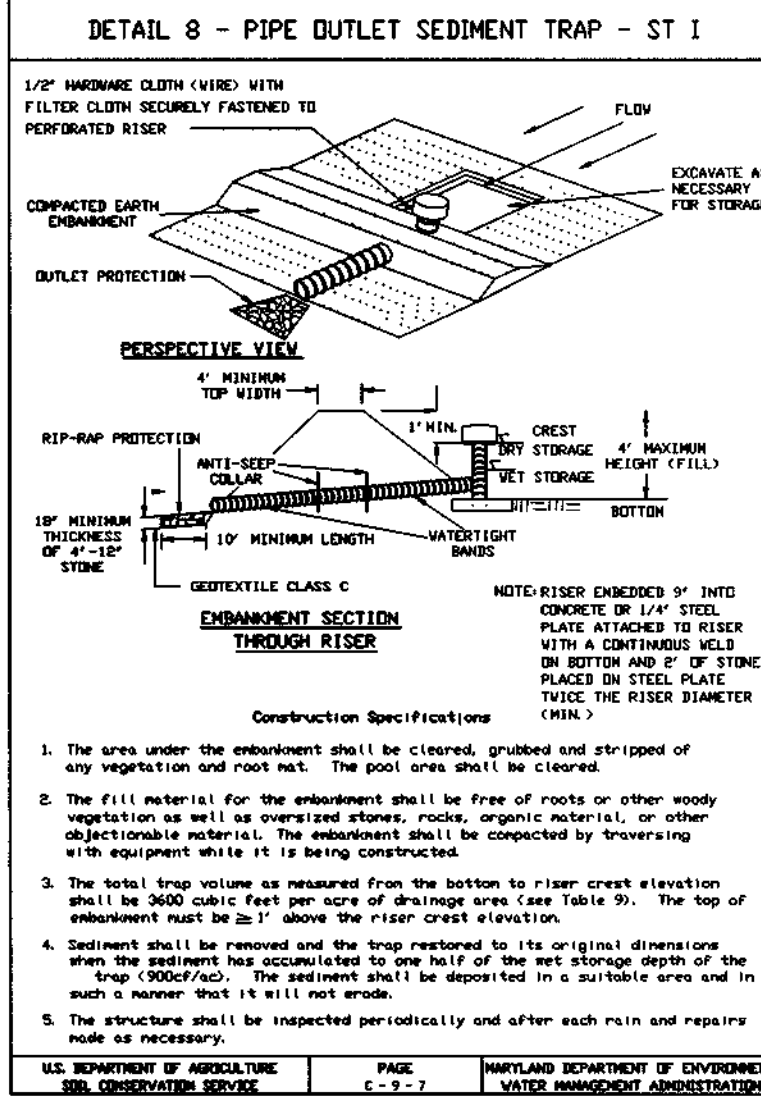 DETAIL 8 - PIPE OUTLET SEDIMENT TRAP - ST I
1/2" HARDWARE CLOTH (WIRE) WITH
FILTER CLOTH SECURELY FASTENED TO
PERFORATED RISER
FLOW
EXCAVATE AS
NECESSARY
FOR STORAGE
COMPACTED EARTH
EMBANKMENT
OUTLET PROTECTION
PERSPECTIVE VIEW
4' MINIMUM
TOP WIDTH
1' MIN.
CREST
DRY STORAGE
WET STORAGE
4' MAXIMUM
HEIGHT (FILL)
BOTTOM
RIP-RAP PROTECTION
ANTI-SEEP
COLLAR
18" MINIMUM
THICKNESS
OF 4"-12"
STONE
10' MINIMUM LENGTH
WATERTIGHT
BANDS
GEOTEXTILE CLASS C
EMBANKMENT SECTION
THROUGH RISER
NOTE: RISER EMBEDDED 9" INTO
CONCRETE OR 1/4" STEEL
PLATE ATTACHED TO RISER
WITH A CONTINUOUS WELD
ON BOTTOM AND 2' OF STONE
PLACED ON STEEL PLATE
TWICE THE RISER DIAMETER
(MIN.)
Construction Specifications
1. The area under the embankment shall be cleared, grubbed and stripped of
any vegetation and root mat. The pool area shall be cleared.
2. The fill material for the embankment shall be free of roots or other woody
vegetation as well as oversized stones, rocks, organic material, or other
objectionable material. The embankment shall be compacted by traversing
with equipment while it is being constructed.
3. The total trap volume as measured from the bottom to riser crest elevation
shall be 3600 cubic feet per acre of drainage area (see Table 9). The top of
embankment must be ≥ 1' above the riser crest elevation.
4. Sediment shall be removed and the trap restored to its original dimensions
when the sediment has accumulated to one half of the wet storage depth of the
trap (900cf/ac). The sediment shall be deposited in a suitable area and in
such a manner that it will not erode.
5. The structure shall be inspected periodically and after each rain and repairs
made as necessary.
U.S. DEPARTMENT OF AGRICULTURE
SOIL CONSERVATION SERVICE
PAGE
C - 9 - 7
MARYLAND DEPARTMENT OF ENVIRONMENT
WATER MANAGEMENT ADMINISTRATION